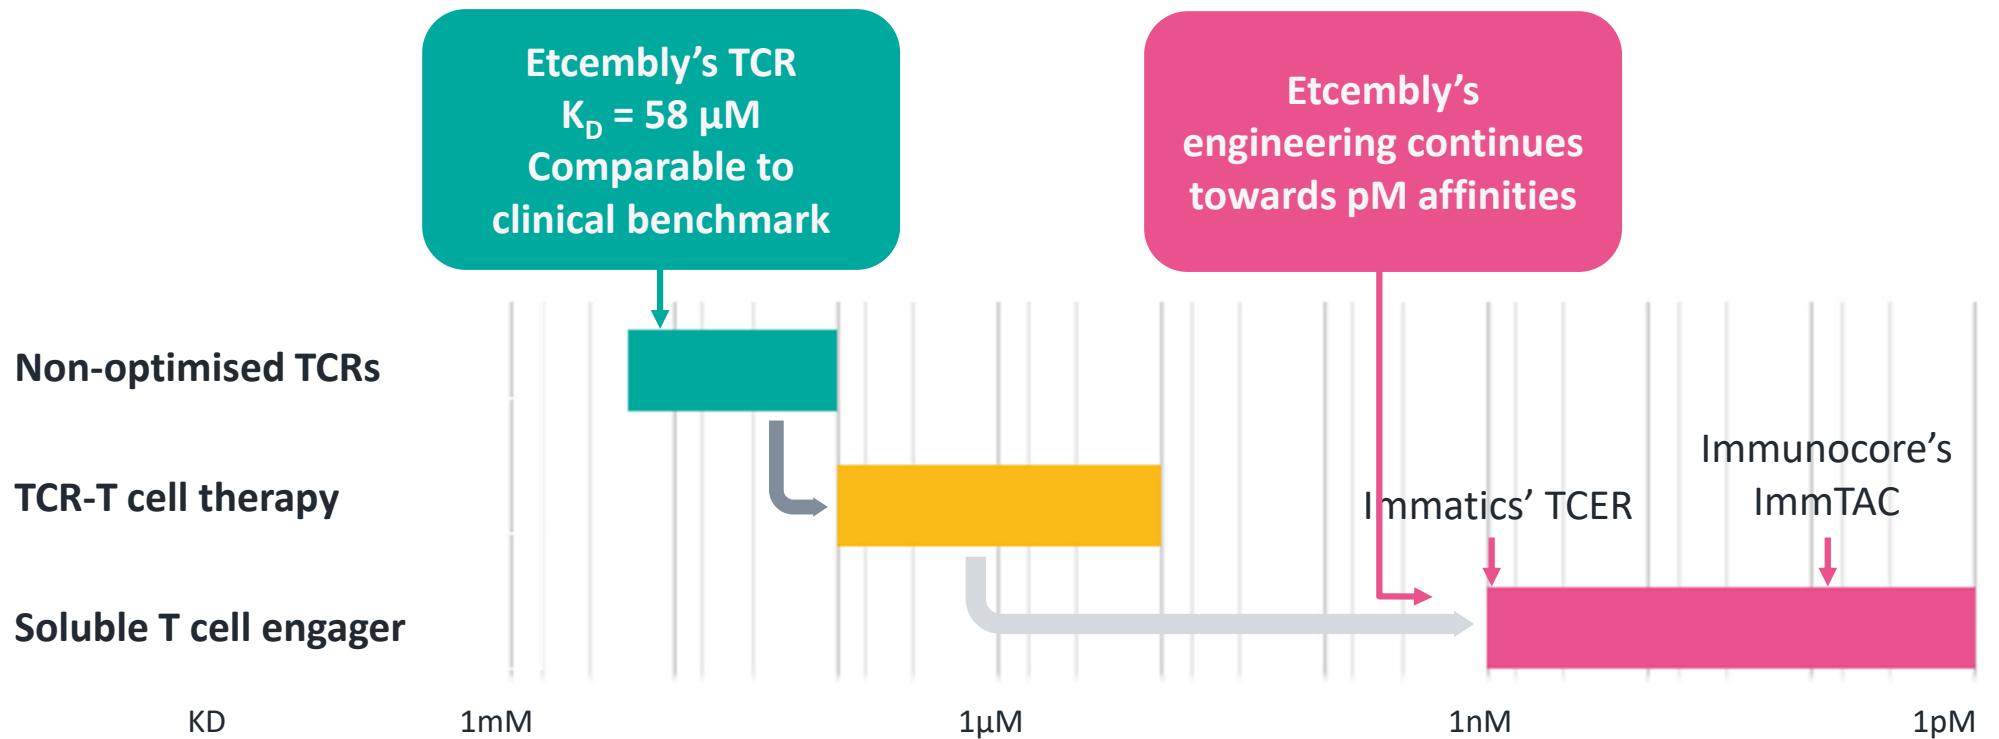 Etcembly’s TCR
K_D = 58 µM
Comparable to
clinical benchmark
Etcembly’s
engineering continues
towards pM affinities
Non-optimised TCRs
TCR-T cell therapy
Immatics’ TCER
Immunocore’s
ImmTAC
Soluble T cell engager
KD
1mM
1µM
1nM
1pM